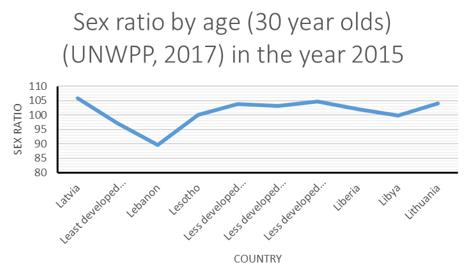 Sex ratio by age (30 year olds)
(UNWPP, 2017) in the year 2015
110
105
100
95
90
85
80
SEX RATIO
Latvia
Least developed...
Lebanon
Lesotho
Less developed...
Less developed...
Less developed...
Liberia
Libya
Lithuania
COUNTRY